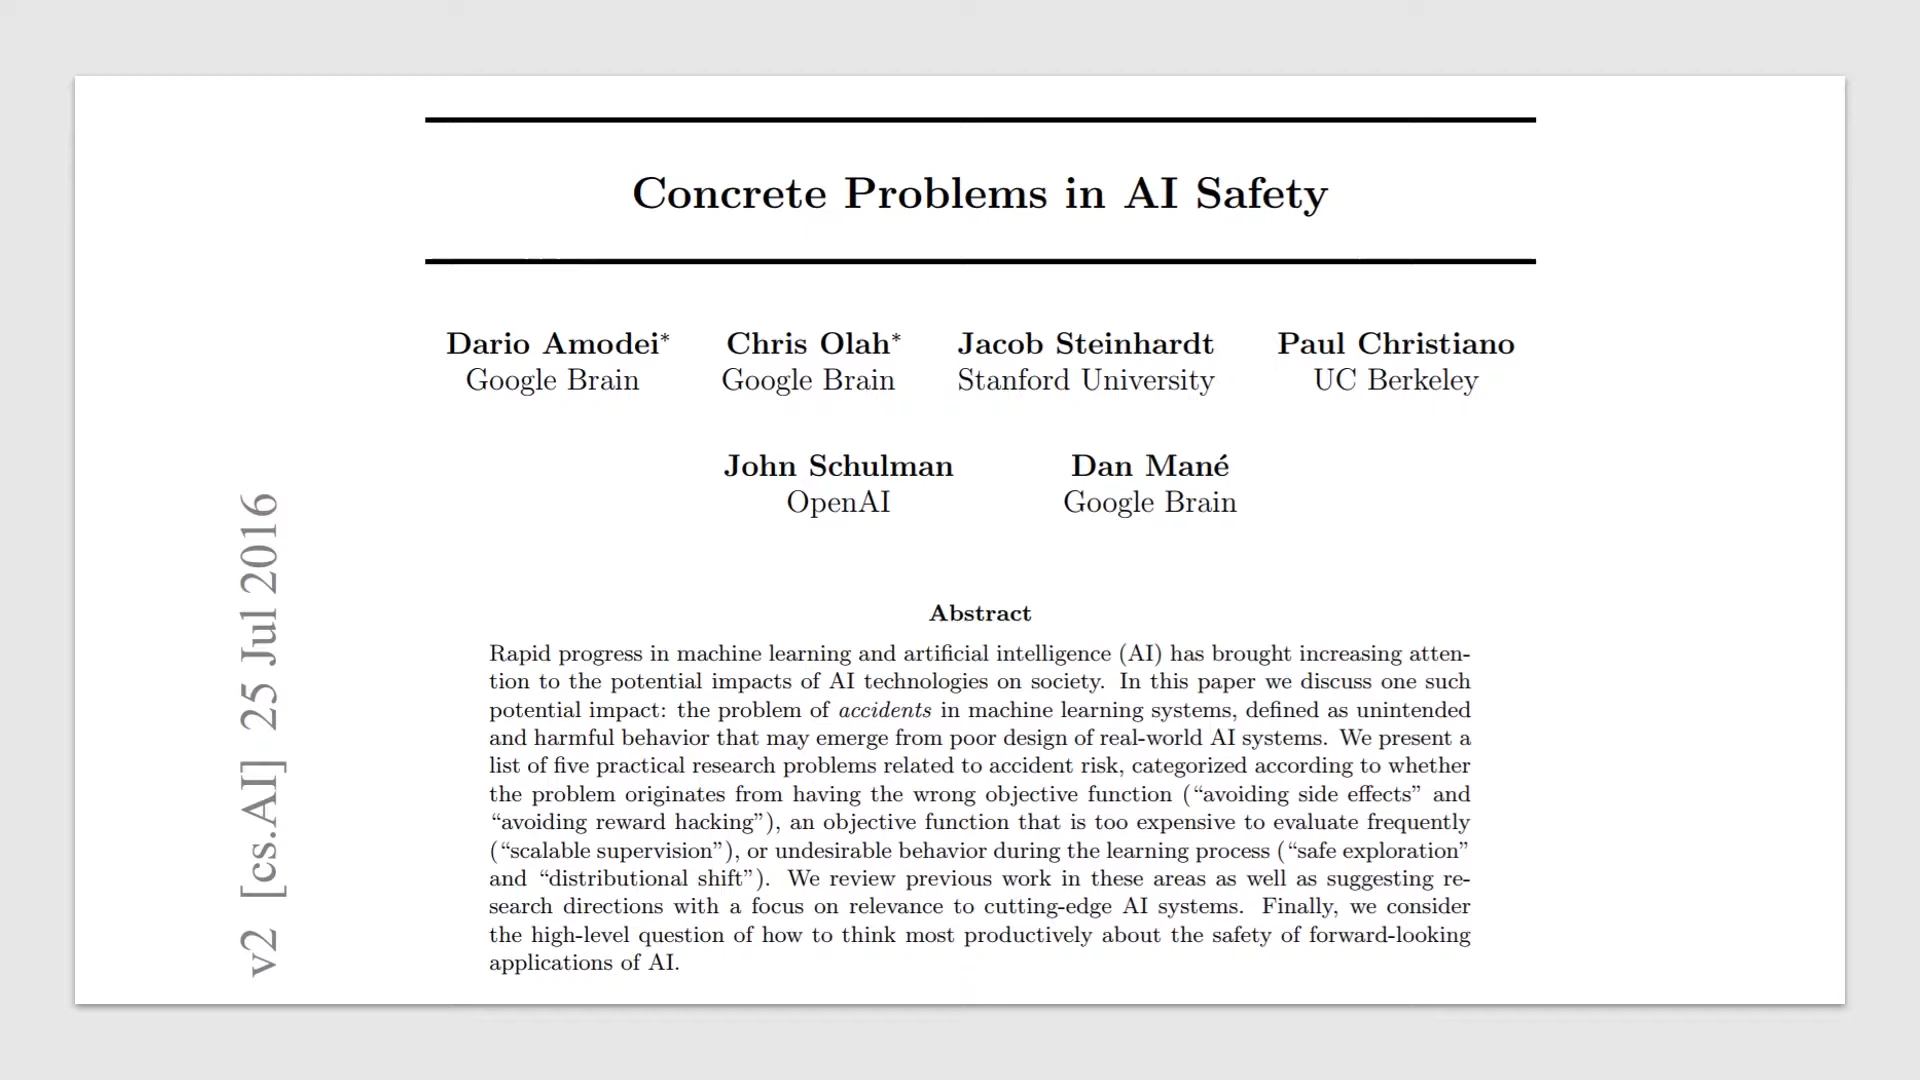 Concrete Problems in AI Safety
Dario Amodei* Chris Olah* Jacob Steinhardt Paul Christiano
Google Brain Google Brain Stanford University UC Berkeley
John Schulman Dan Mané
OpenAI Google Brain
v2 [cs.AI] 25 Jul 2016
Abstract
Rapid progress in machine learning and artificial intelligence (AI) has brought increasing atten-
tion to the potential impacts of AI technologies on society. In this paper we discuss one such
potential impact: the problem of accidents in machine learning systems, defined as unintended
and harmful behavior that may emerge from poor design of real-world AI systems. We present a
list of five practical research problems related to accident risk, categorized according to whether
the problem originates from having the wrong objective function (“avoiding side effects” and
“avoiding reward hacking”), an objective function that is too expensive to evaluate frequently
(“scalable supervision”), or undesirable behavior during the learning process (“safe exploration”
and “distributional shift”). We review previous work in these areas as well as suggesting re-
search directions with a focus on relevance to cutting-edge AI systems. Finally, we consider
the high-level question of how to think most productively about the safety of forward-looking
applications of AI.